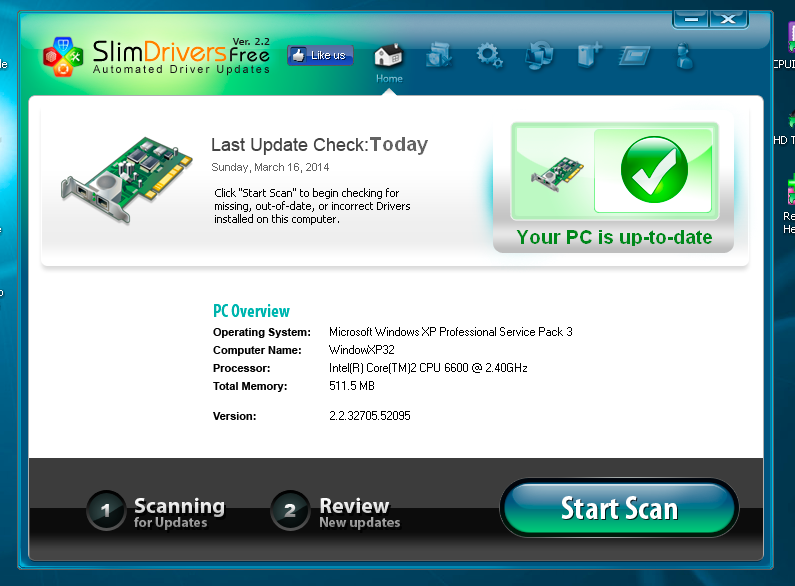 Ver. 2.2
SlimDriversFree
Automated Driver Updates
Like us
Home
Last Update Check:Today
Sunday, March 16, 2014
Click "Start Scan" to begin checking for
missing, out-of-date, or incorrect Drivers
installed on this computer.
Your PC is up-to-date
PC Overview
Operating System: Microsoft Windows XP Professional Service Pack 3
Computer Name: WindowXP32
Processor: Intel(R) Core(TM)2 CPU 6600 @ 2.40GHz
Total Memory: 511.5 MB
Version: 2.2.32705.52095
1 Scanning
for Updates
2 Review
New updates
Start Scan
CPUI
HD T
Re
He